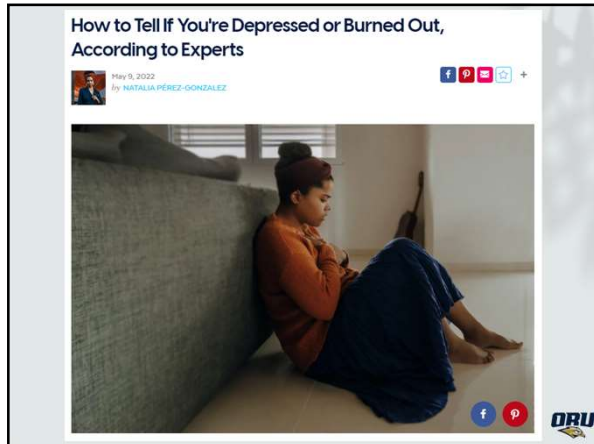 How to Tell If You're Depressed or Burned Out,
According to Experts
May 9, 2022
by NATALIA PÉREZ-GONZALEZ
ORU